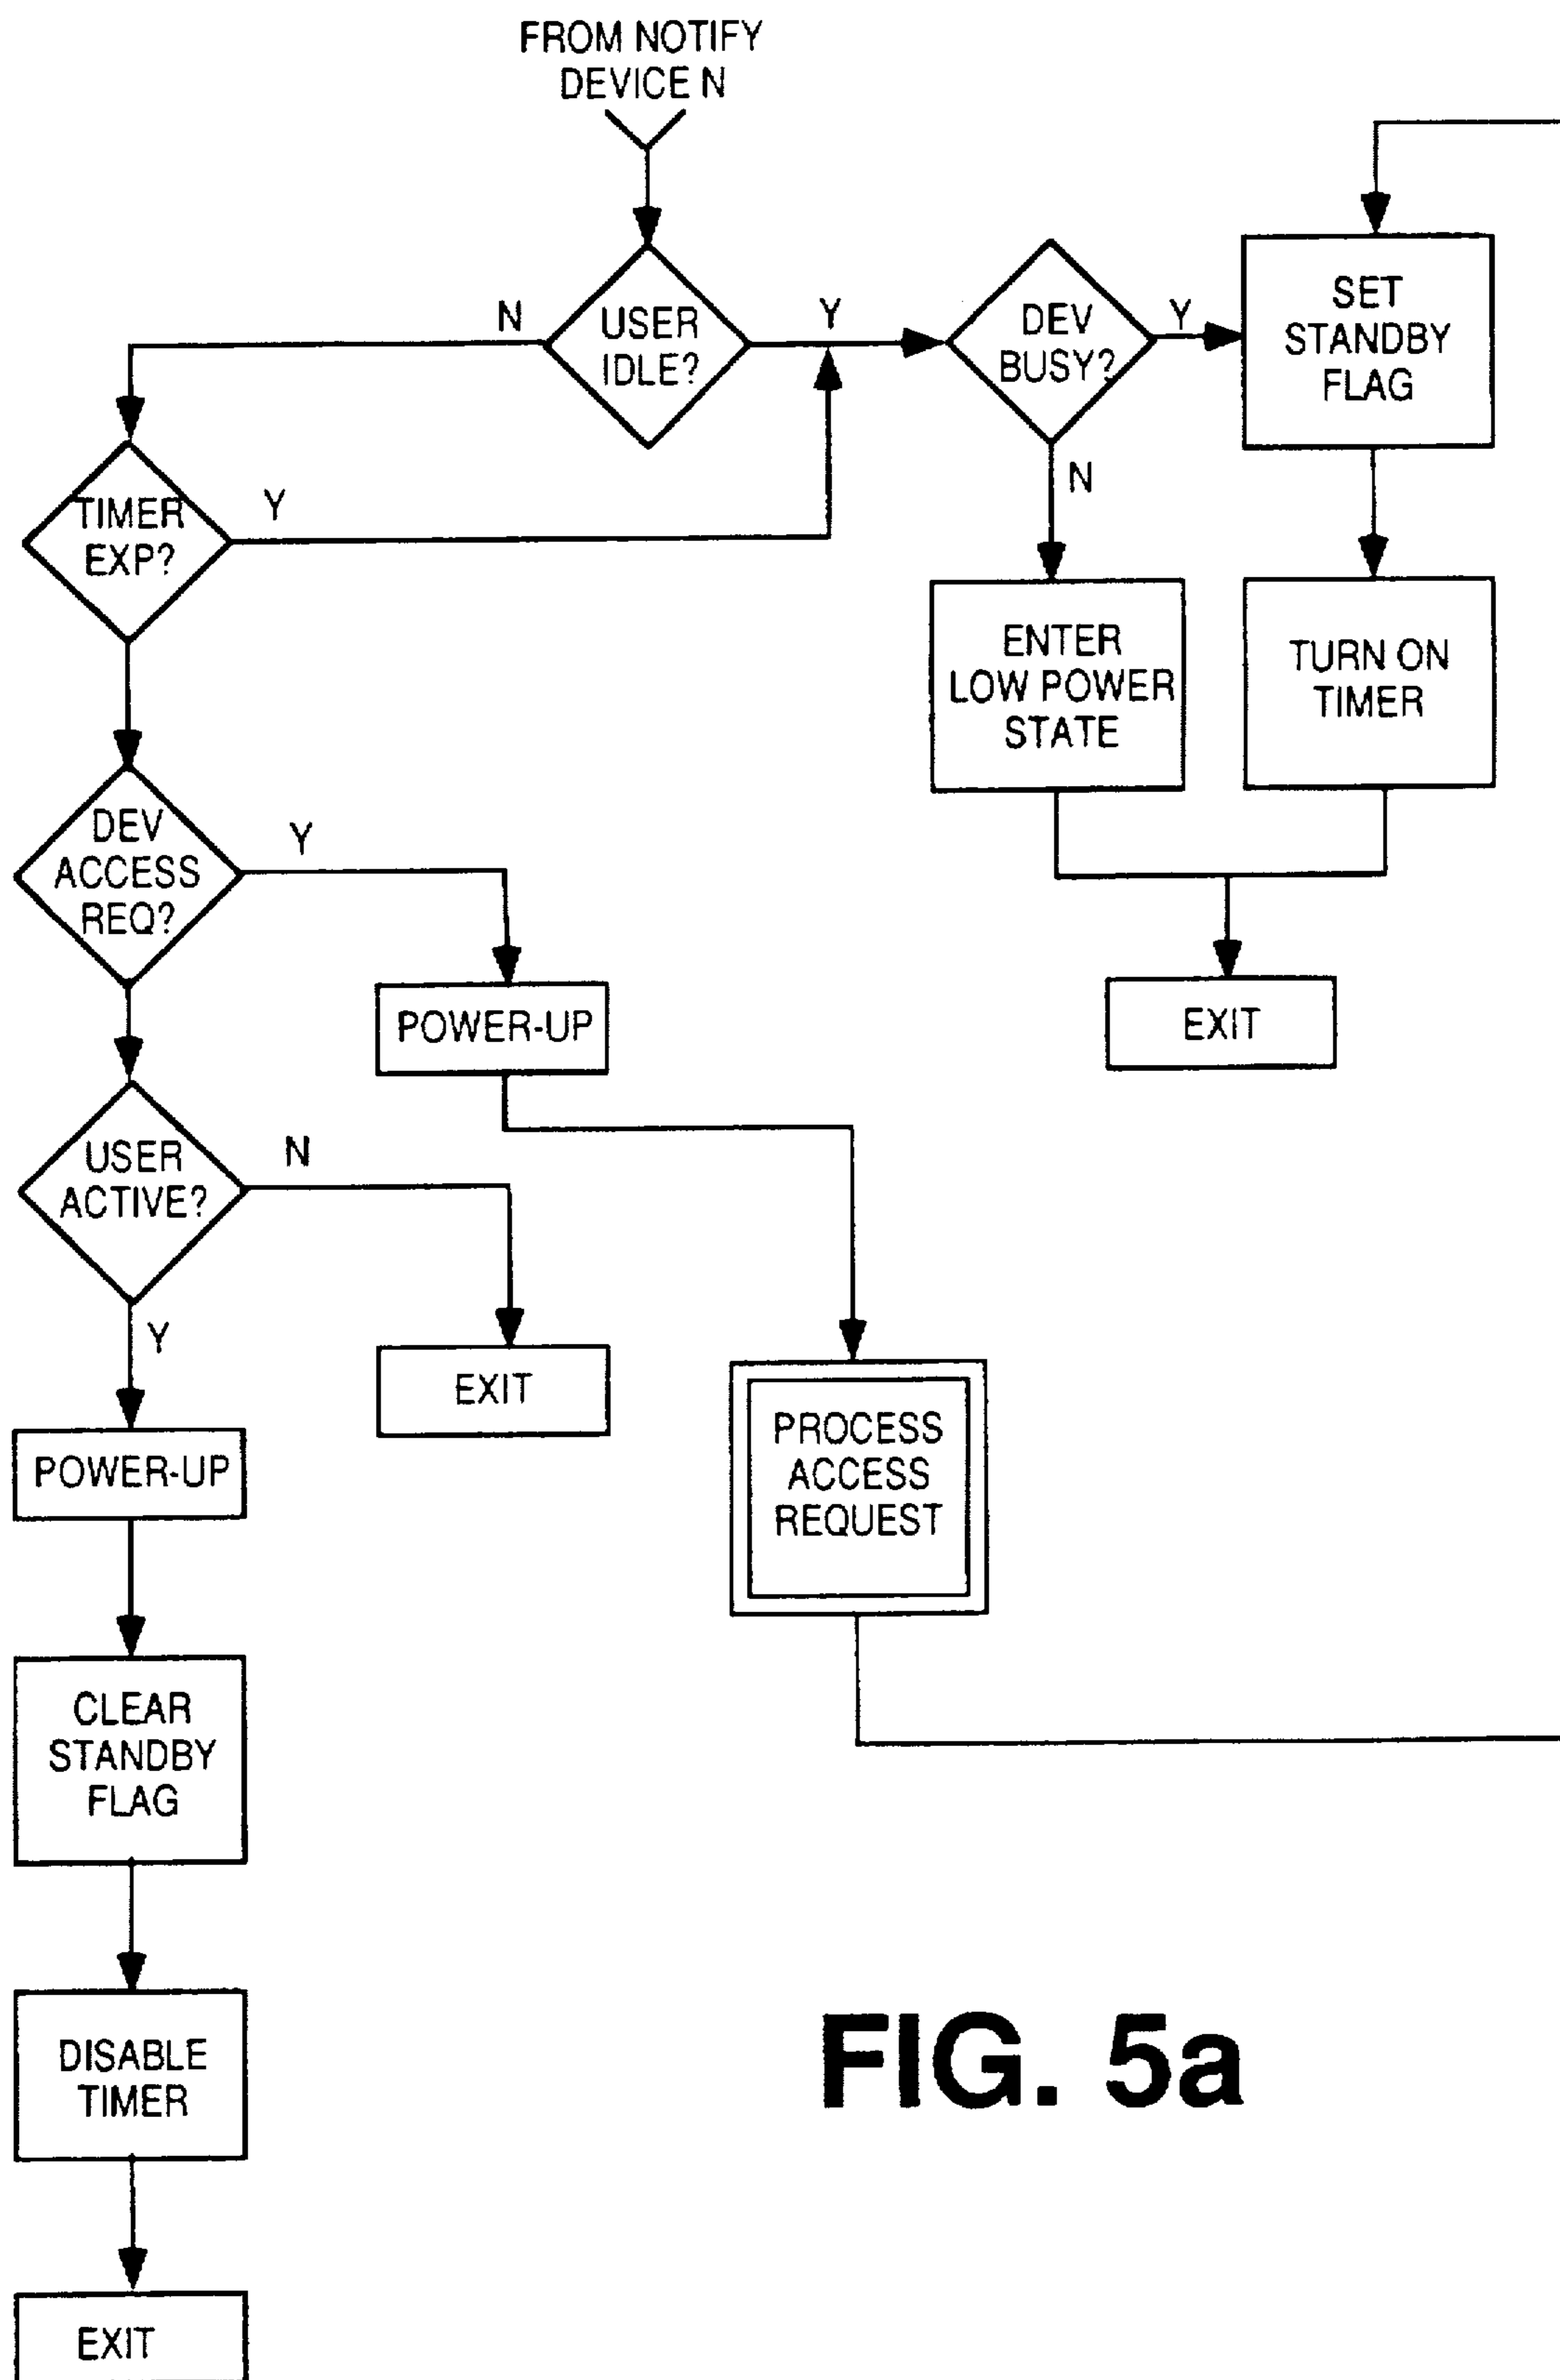 FROM NOTIFY
DEVICE N
N
USER
IDLE?
Y
DEV
BUSY?
Y
SET
STANDBY
FLAG
TIMER
EXP?
Y
N
ENTER
LOW POWER
STATE
TURN ON
TIMER
DEV
ACCESS
REQ?
Y
POWER-UP
EXIT
USER
ACTIVE?
N
Y
EXIT
PROCESS
ACCESS
REQUEST
POWER-UP
CLEAR
STANDBY
FLAG
DISABLE
TIMER
EXIT
FIG. 5a